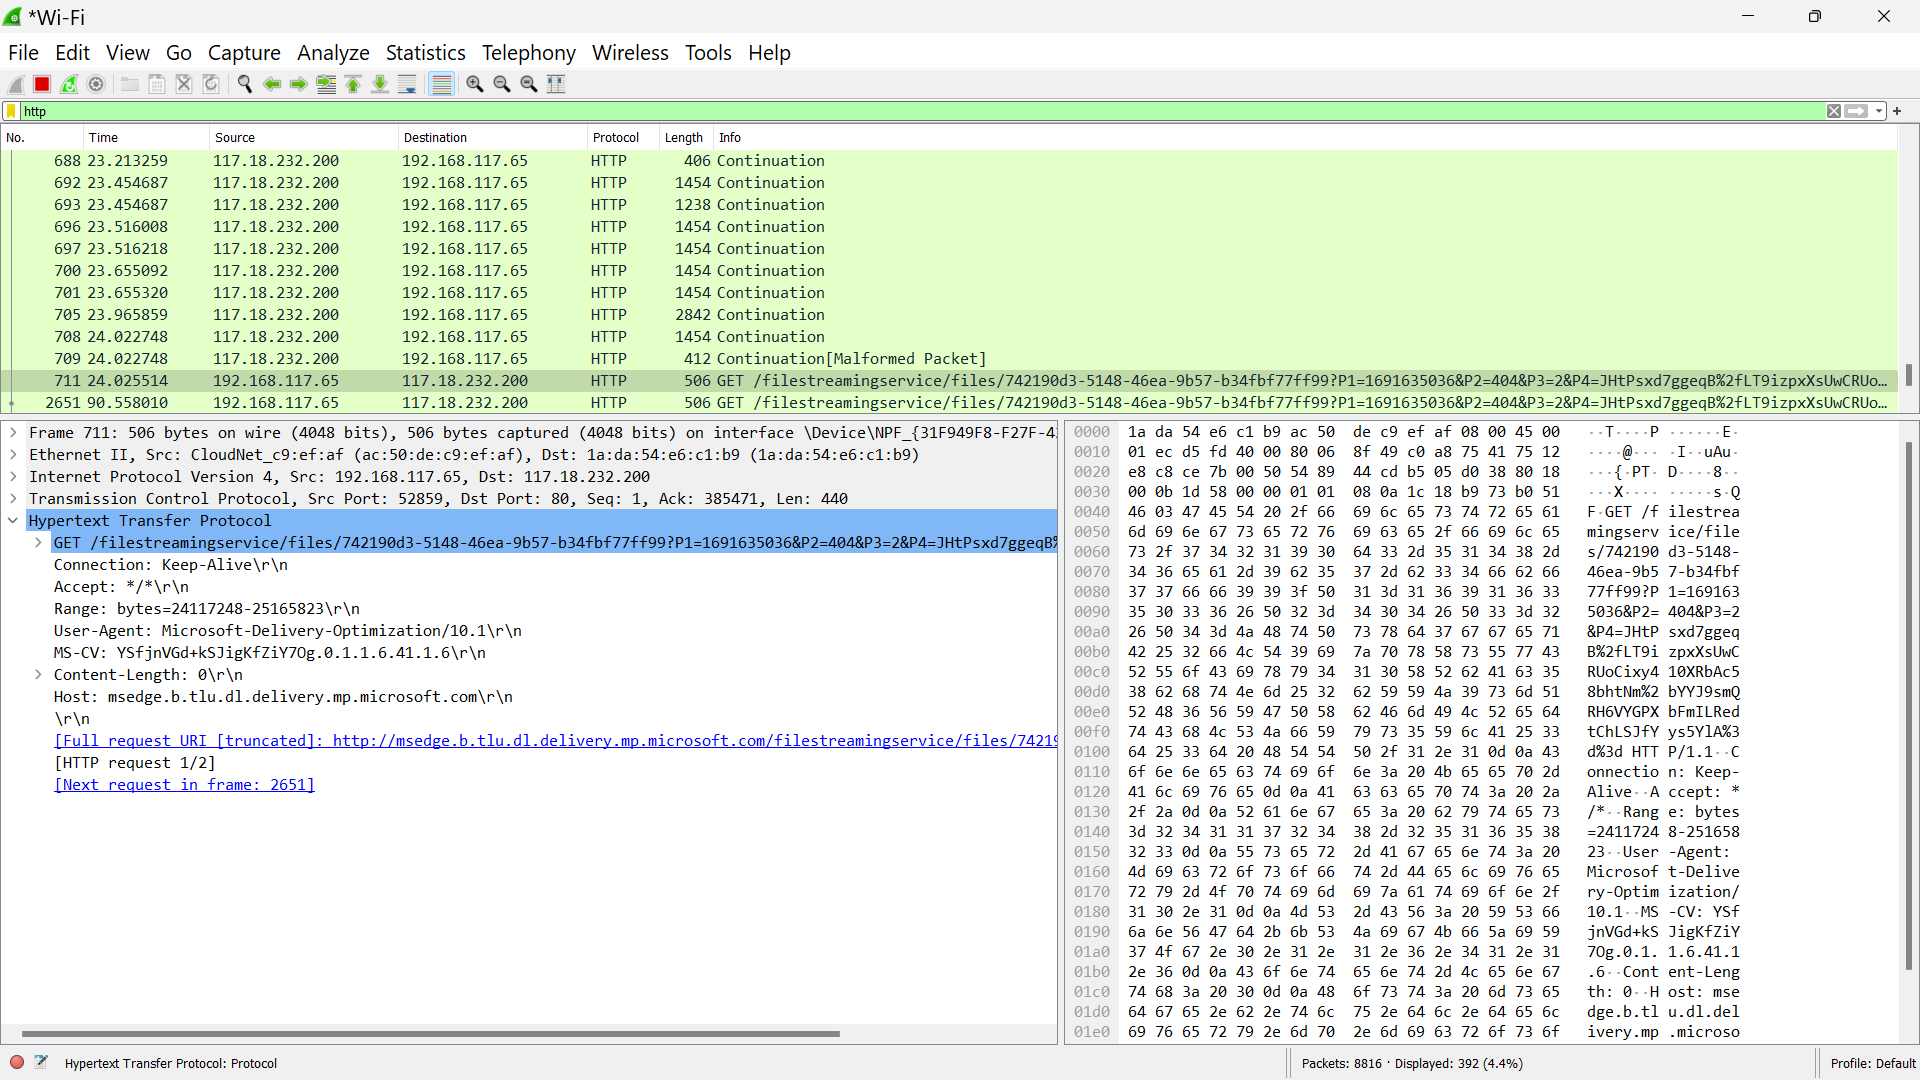 *Wi-Fi
File Edit View Go Capture Analyze Statistics Telephony Wireless Tools Help
http
No. Time Source Destination Protocol Length Info
688 23.213259 117.18.232.200 192.168.117.65 HTTP 406 Continuation
692 23.454687 117.18.232.200 192.168.117.65 HTTP 1454 Continuation
693 23.454687 117.18.232.200 192.168.117.65 HTTP 1238 Continuation
696 23.516008 117.18.232.200 192.168.117.65 HTTP 1454 Continuation
697 23.516218 117.18.232.200 192.168.117.65 HTTP 1454 Continuation
700 23.655092 117.18.232.200 192.168.117.65 HTTP 1454 Continuation
701 23.655320 117.18.232.200 192.168.117.65 HTTP 1454 Continuation
705 23.965859 117.18.232.200 192.168.117.65 HTTP 2842 Continuation
708 24.022748 117.18.232.200 192.168.117.65 HTTP 1454 Continuation
709 24.022748 117.18.232.200 192.168.117.65 HTTP 412 Continuation[Malformed Packet]
711 24.025514 192.168.117.65 117.18.232.200 HTTP 506 GET /filestreamingservice/files/742190d3-5148-46ea-9b57-b34fbf77ff99?P1=1691635036&P2=404&P3=2&P4=JHtPsxd7ggeqB%2fLT9izpxXsUwCRUo…
2651 90.558010 192.168.117.65 117.18.232.200 HTTP 506 GET /filestreamingservice/files/742190d3-5148-46ea-9b57-b34fbf77ff99?P1=1691635036&P2=404&P3=2&P4=JHtPsxd7ggeqB%2fLT9izpxXsUwCRUo…
Frame 711: 506 bytes on wire (4048 bits), 506 bytes captured (4048 bits) on interface \Device\NPF_{31F949F8-F27F-4
Ethernet II, Src: CloudNet_c9:ef:af (ac:50:de:c9:ef:af), Dst: 1a:da:54:e6:c1:b9 (1a:da:54:e6:c1:b9)
Internet Protocol Version 4, Src: 192.168.117.65, Dst: 117.18.232.200
Transmission Control Protocol, Src Port: 52859, Dst Port: 80, Seq: 1, Ack: 385471, Len: 440
Hypertext Transfer Protocol
GET /filestreamingservice/files/742190d3-5148-46ea-9b57-b34fbf77ff99?P1=1691635036&P2=404&P3=2&P4=JHtPsxd7ggeqB%
Connection: Keep-Alive\r\n
Accept: */*\r\n
Range: bytes=24117248-25165823\r\n
User-Agent: Microsoft-Delivery-Optimization/10.1\r\n
MS-CV: YSfjnVGd+kSJigKfZiY7Og.0.1.1.6.41.1.6\r\n
Content-Length: 0\r\n
Host: msedge.b.tlu.dl.delivery.mp.microsoft.com\r\n
\r\n
[Full request URI [truncated]: http://msedge.b.tlu.dl.delivery.mp.microsoft.com/filestreamingservice/files/7421
[HTTP request 1/2]
[Next request in frame: 2651]
0000 1a da 54 e6 c1 b9 ac 50 de c9 ef af 08 00 45 00 ··T····P ······E·
0010 01 ec d5 fd 40 00 80 06 8f 49 c0 a8 75 41 75 12 ····@··· ·I··uAu·
0020 e8 c8 ce 7b 00 50 54 89 44 cd b5 05 d0 38 80 18 ···{·PT· D····8··
0030 00 0b 1d 58 00 00 01 01 08 0a 1c 18 b9 73 b0 51 ···X···· ·····s·Q
0040 46 03 47 45 54 20 2f 66 69 6c 65 73 74 72 65 61 F·GET /f ilestrea
0050 6d 69 6e 67 73 65 72 76 69 63 65 2f 66 69 6c 65 mingserv ice/file
0060 73 2f 37 34 32 31 39 30 64 33 2d 35 31 34 38 2d s/742190 d3-5148-
0070 34 36 65 61 2d 39 62 35 37 2d 62 33 34 66 62 66 46ea-9b5 7-b34fbf
0080 37 37 66 66 39 39 3f 50 31 3d 31 36 39 31 36 33 77ff99?P 1=169163
0090 35 30 33 36 26 50 32 3d 34 30 34 26 50 33 3d 32 5036&P2= 404&P3=2
00a0 26 50 34 3d 4a 48 74 50 73 78 64 37 67 67 65 71 &P4=JHtP sxd7ggeq
00b0 42 25 32 66 4c 54 39 69 7a 70 78 58 73 55 77 43 B%2fLT9i zpxXsUwC
00c0 52 55 6f 43 69 78 79 34 31 30 58 52 62 41 63 35 RUoCixy4 10XRbAc5
00d0 38 62 68 74 4e 6d 25 32 62 59 59 4a 39 73 6d 51 8bhtNm%2 bYYJ9smQ
00e0 52 48 36 56 59 47 50 58 62 46 6d 49 4c 52 65 64 RH6VYGPX bFmILRed
00f0 74 43 68 4c 53 4a 66 59 79 73 35 59 6c 41 25 33 tChLSJfY ys5YlA%3
0100 64 25 33 64 20 48 54 54 50 2f 31 2e 31 0d 0a 43 d%3d HTT P/1.1··C
0110 6f 6e 6e 65 63 74 69 6f 6e 3a 20 4b 65 65 70 2d onnectio n: Keep-
0120 41 6c 69 76 65 0d 0a 41 63 63 65 70 74 3a 20 2a Alive··A ccept: *
0130 2f 2a 0d 0a 52 61 6e 67 65 3a 20 62 79 74 65 73 /*··Rang e: bytes
0140 3d 32 34 31 31 37 32 34 38 2d 32 35 31 36 35 38 =2411724 8-251658
0150 32 33 0d 0a 55 73 65 72 2d 41 67 65 6e 74 3a 20 23··User -Agent:
0160 4d 69 63 72 6f 73 6f 66 74 2d 44 65 6c 69 76 65 Microsof t-Delive
0170 72 79 2d 4f 70 74 69 6d 69 7a 61 74 69 6f 6e 2f ry-Optim ization/
0180 31 30 2e 31 0d 0a 4d 53 2d 43 56 3a 20 59 53 66 10.1··MS -CV: YSf
0190 6a 6e 56 47 64 2b 6b 53 4a 69 67 4b 66 5a 69 59 jnVGd+kS JigKfZiY
01a0 37 4f 67 2e 30 2e 31 2e 31 2e 36 2e 34 31 2e 31 7Og.0.1. 1.6.41.1
01b0 2e 36 0d 0a 43 6f 6e 74 65 6e 74 2d 4c 65 6e 67 .6··Cont ent-Leng
01c0 74 68 3a 20 30 0d 0a 48 6f 73 74 3a 20 6d 73 65 th: 0··H ost: mse
01d0 64 67 65 2e 62 2e 74 6c 75 2e 64 6c 2e 64 65 6c dge.b.tl u.dl.del
01e0 69 76 65 72 79 2e 6d 70 2e 6d 69 63 72 6f 73 6f ivery.mp .microso
Hypertext Transfer Protocol: Protocol
Packets: 8816 · Displayed: 392 (4.4%)
Profile: Default